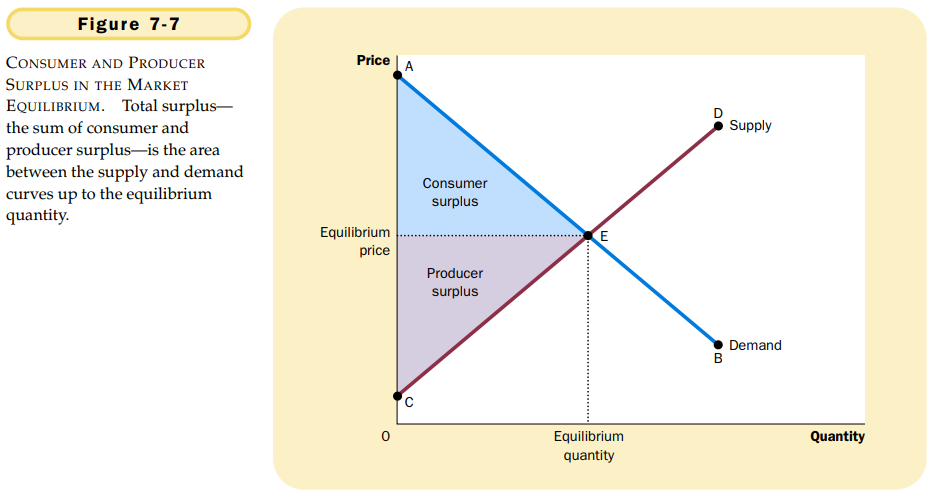 Figure 7-7
CONSUMER AND PRODUCER
SURPLUS IN THE MARKET
EQUILIBRIUM. Total surplus—
the sum of consumer and
producer surplus—is the area
between the supply and demand
curves up to the equilibrium
quantity.
Price
A
D
Supply
Consumer
surplus
Equilibrium
price
E
Producer
surplus
Demand
B
C
0
Equilibrium
quantity
Quantity